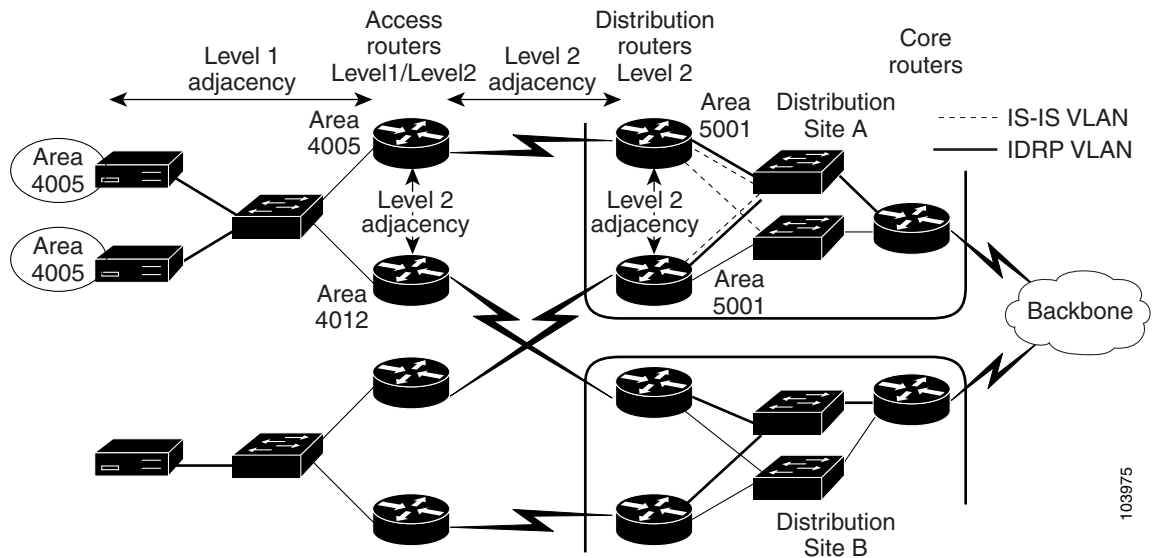 Access
routers
Level1/Level2
Distribution
routers
Level 2
Core
routers
Level 1
adjacency
Level 2
adjacency
Area
4005
Area
5001
Distribution
Site A
IS-IS VLAN
IDRP VLAN
Area
4005
Area
4005
Level 2
adjacency
Level 2
adjacency
Area
4012
Area
5001
Backbone
Distribution
Site B
103975